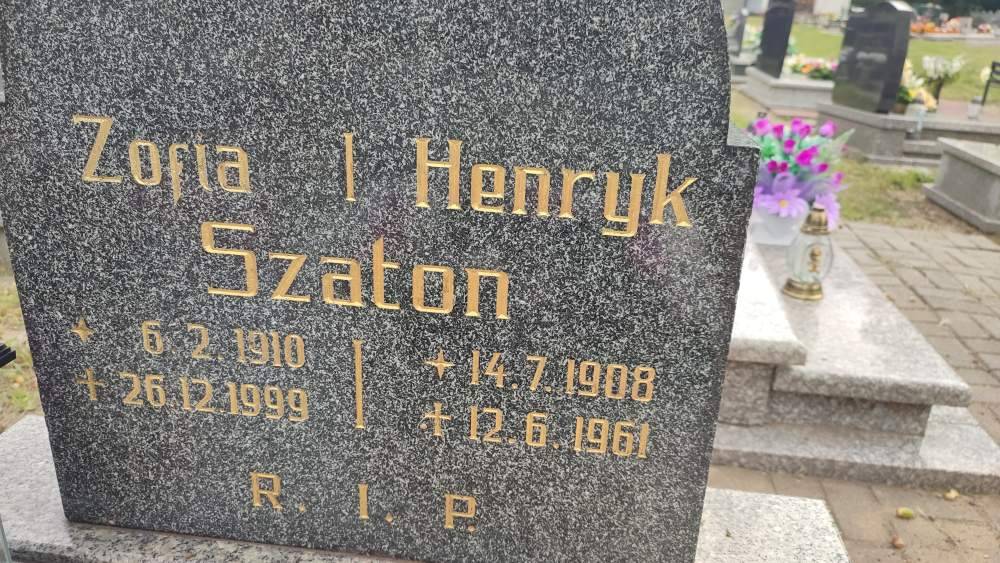 Zofia | Henryk
Szaton
✦ 6. 2. 1910 | ✦ 14. 7. 1908
✝ 26.12.1999 | ✝ 12. 6. 1961
R. I. P.